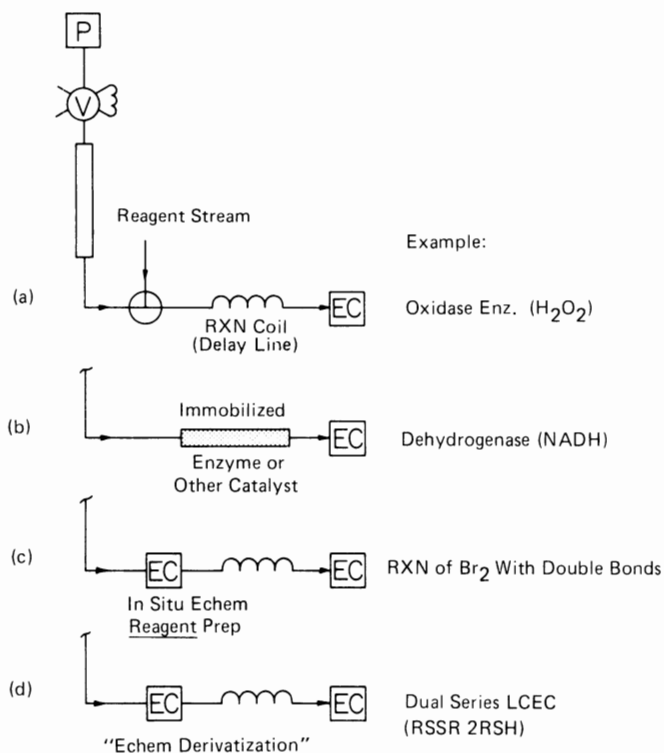 P
V
Reagent Stream
Example:
(a)
EC
Oxidase Enz. (H₂O₂)
RXN Coil
(Delay Line)
(b)
Immobilized
EC
Dehydrogenase (NADH)
Enzyme or
Other Catalyst
(c)
EC
EC
RXN of Br₂ With Double Bonds
In Situ Echem
Reagent Prep
(d)
EC
EC
Dual Series LCEC
(RSSR 2RSH)
"Echem Derivatization"